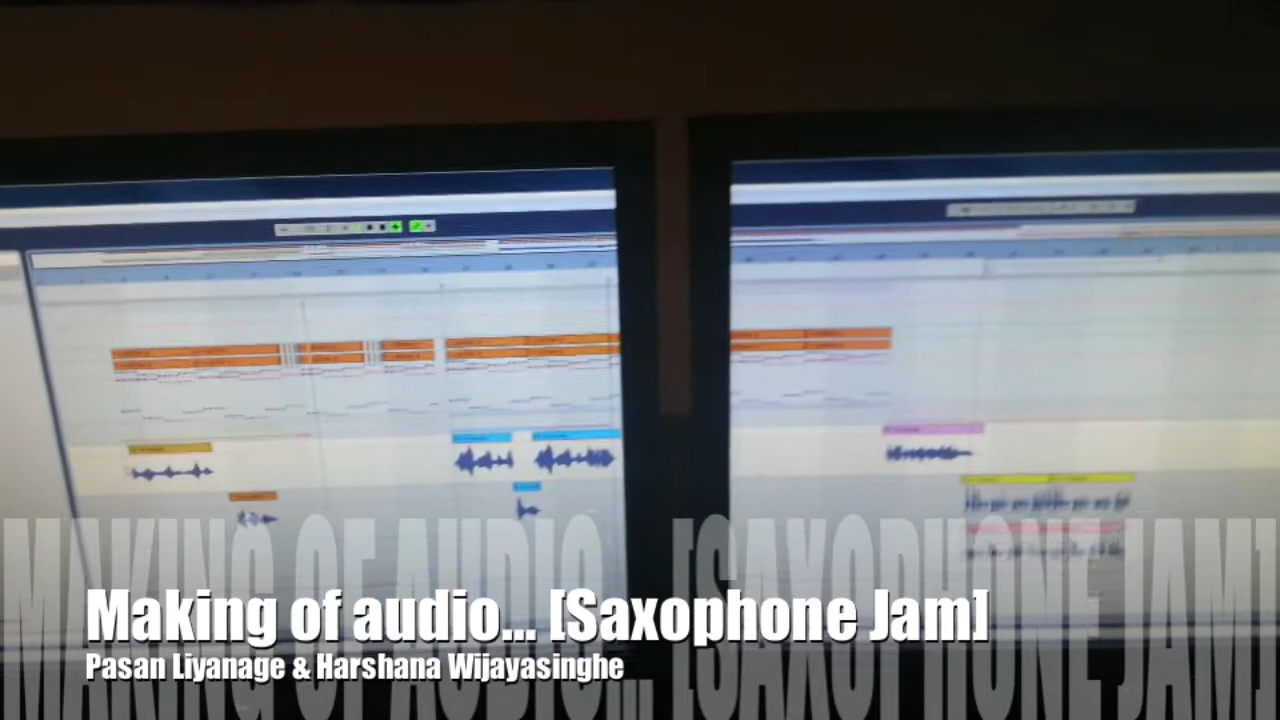 MAKING OF AUDIO... [SAXOPHONE JAM]
Making of audio... [Saxophone Jam]
Pasan Liyanage & Harshana Wijayasinghe